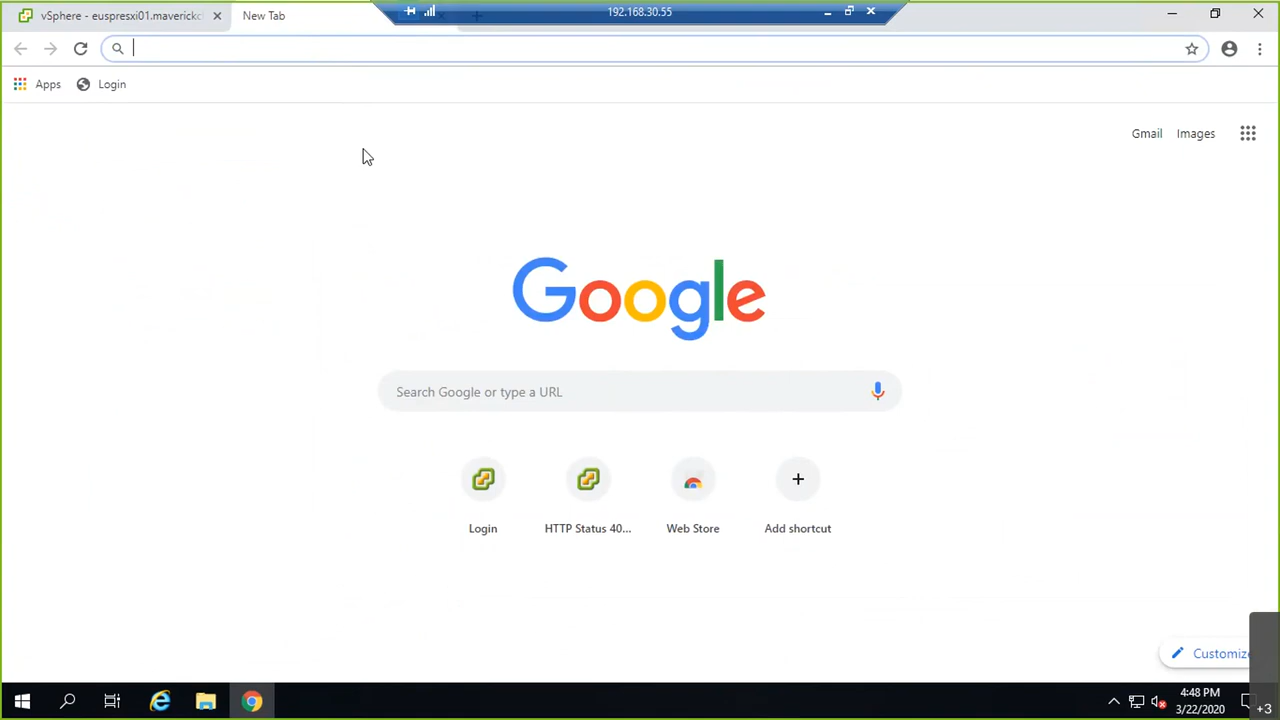 vSphere - euspresxi01.maverickc
New Tab
192.168.30.55
Apps
Login
Gmail
Images
Google
Search Google or type a URL
Login
HTTP Status 40...
Web Store
Add shortcut
Customize
4:48 PM
3/22/2020
+3